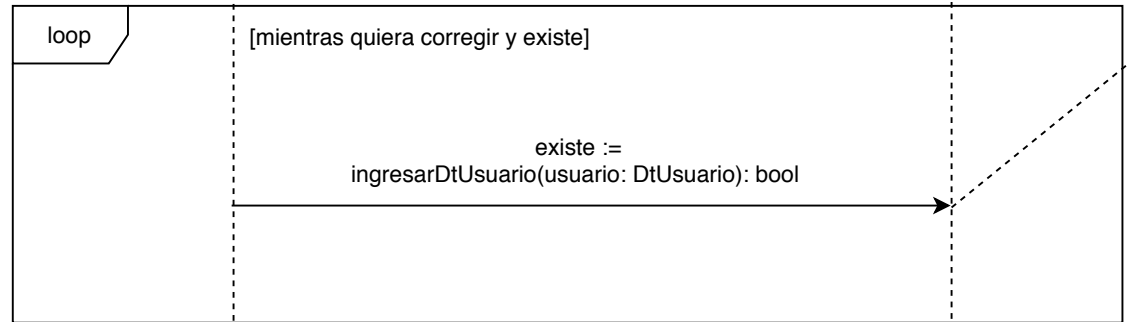 loop
[mientras quiera corregir y existe]
existe :=
ingresarDtUsuario(usuario: DtUsuario): bool